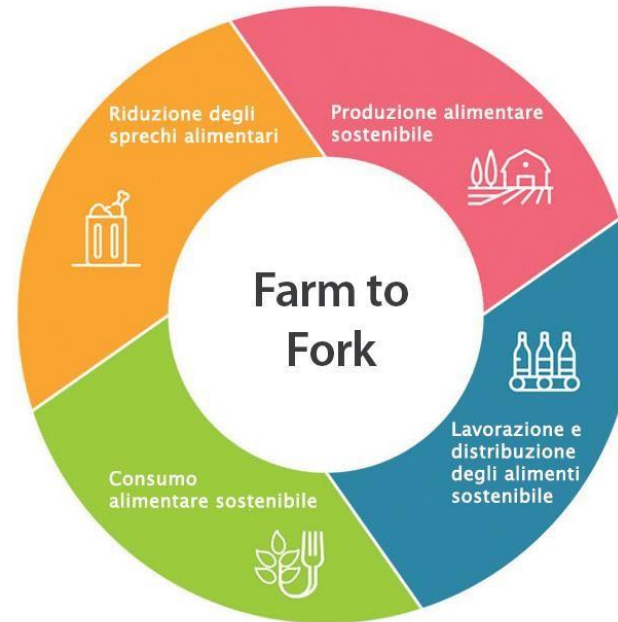 Riduzione degli
sprechi alimentari
Produzione alimentare
sostenibile
Farm to
Fork
Lavorazione e
distribuzione
degli alimenti
sostenibile
Consumo
alimentare sostenibile